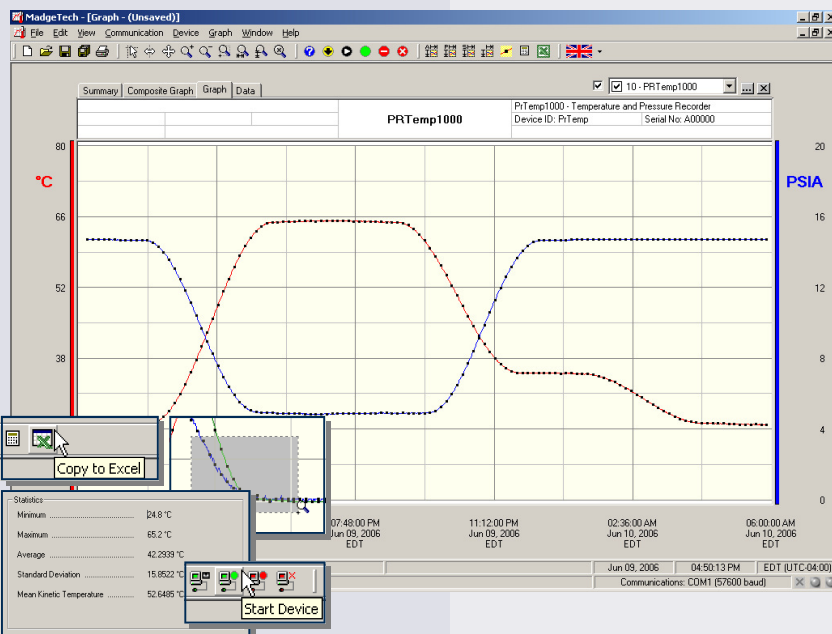 MadgeTech - [Graph - (Unsaved)]
File Edit View Communication Device Graph Window Help
Summary Composite Graph Graph Data
10 - PRTemp1000
PRTemp1000
PrTemp1000 - Temperature and Pressure Recorder
Device ID: PrTemp Serial No: A00000
80 20
°C PSIA
66 16
52 12
38 8
4
0
Copy to Excel
07:48:00 PM 11:12:00 PM 02:36:00 AM 06:00:00 AM
Jun 09, 2006 Jun 09, 2006 Jun 10, 2006 Jun 10, 2006
EDT EDT EDT EDT
Statistics
Minimum 24.8 °C
Maximum 65.2 °C
Average 42.2939 °C
Standard Deviation 15.8522 °C
Mean Kinetic Temperature 52.6485 °C
Start Device
Jun 09, 2006 04:50:13 PM EDT (UTC-04:00)
Communications: COM1 (57600 baud)